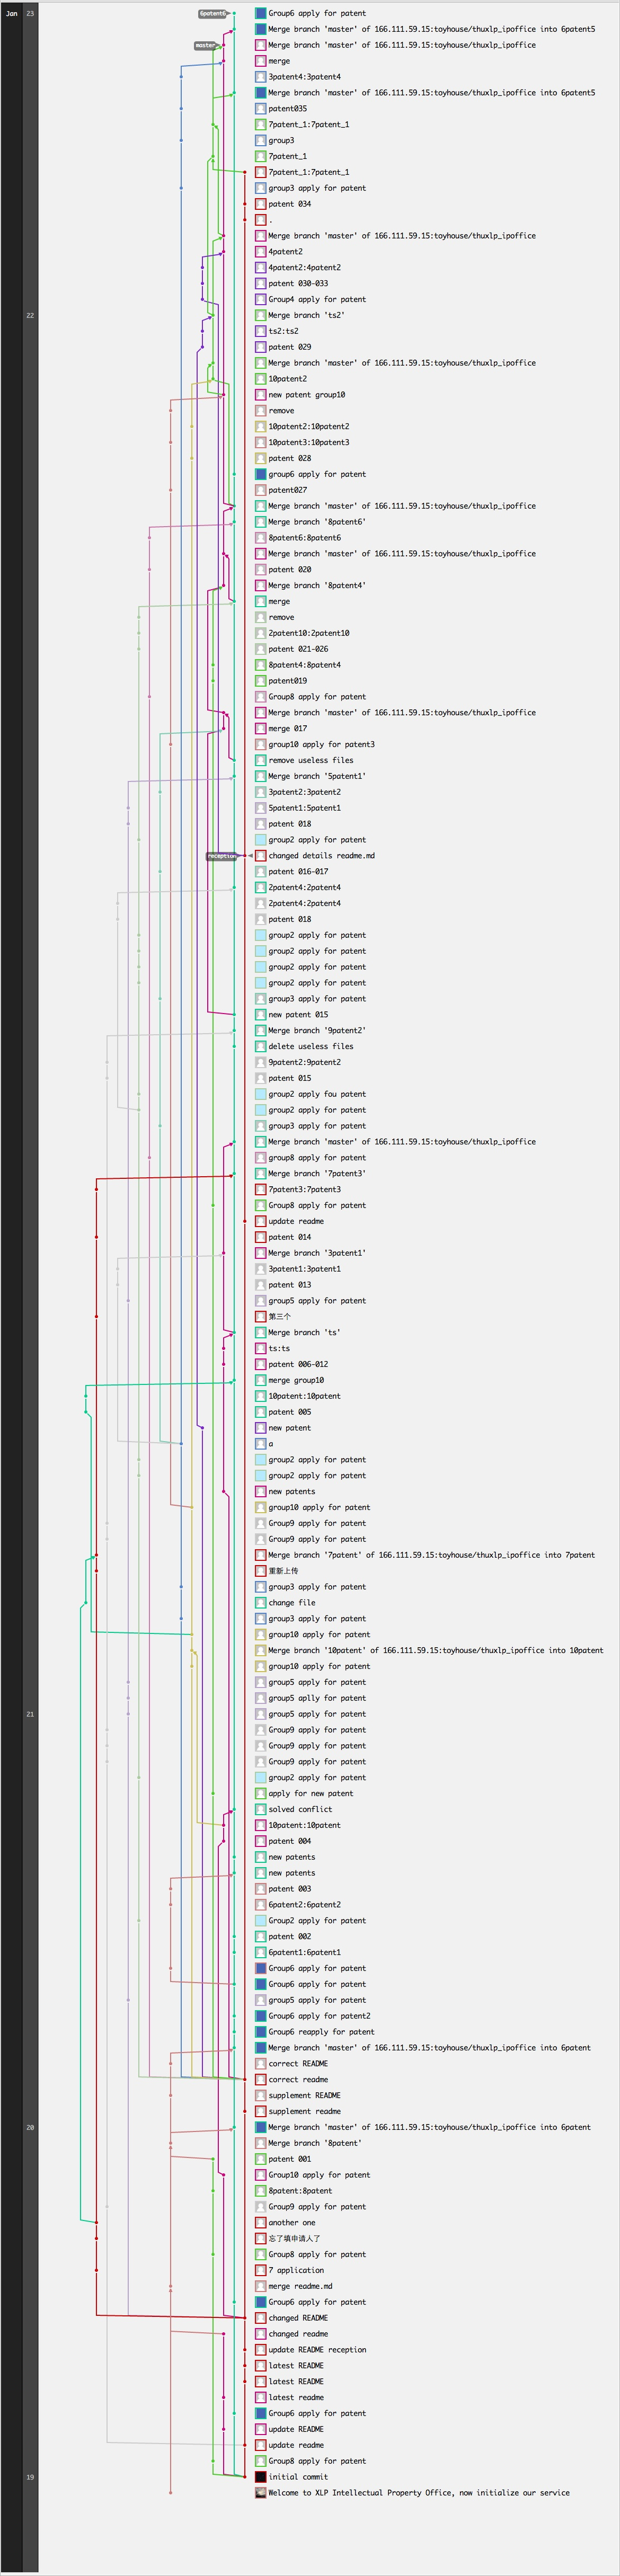 Jan 23 6patent5 Group6 apply for patent
Merge branch 'master' of 166.111.59.15:toyhouse/thuxlp_ipoffice into 6patent5
master Merge branch 'master' of 166.111.59.15:toyhouse/thuxlp_ipoffice
merge
3patent4:3patent4
Merge branch 'master' of 166.111.59.15:toyhouse/thuxlp_ipoffice into 6patent5
patent035
7patent_1:7patent_1
group3
7patent_1
7patent_1:7patent_1
group3 apply for patent
patent 034
.
Merge branch 'master' of 166.111.59.15:toyhouse/thuxlp_ipoffice
4patent2
4patent2:4patent2
patent 030-033
Group4 apply for patent
22 Merge branch 'ts2'
ts2:ts2
patent 029
Merge branch 'master' of 166.111.59.15:toyhouse/thuxlp_ipoffice
10patent2
new patent group10
remove
10patent2:10patent2
10patent3:10patent3
patent 028
group6 apply for patent
patent027
Merge branch 'master' of 166.111.59.15:toyhouse/thuxlp_ipoffice
Merge branch '8patent6'
8patent6:8patent6
Merge branch 'master' of 166.111.59.15:toyhouse/thuxlp_ipoffice
patent 020
Merge branch '8patent4'
merge
remove
2patent10:2patent10
patent 021-026
8patent4:8patent4
patent019
Group8 apply for patent
Merge branch 'master' of 166.111.59.15:toyhouse/thuxlp_ipoffice
merge 017
group10 apply for patent3
remove useless files
Merge branch '5patent1'
3patent2:3patent2
5patent1:5patent1
patent 018
group2 apply for patent
reception changed details readme.md
patent 016-017
2patent4:2patent4
2patent4:2patent4
patent 018
group2 apply for patent
group2 apply for patent
group2 apply for patent
group2 apply for patent
group3 apply for patent
new patent 015
Merge branch '9patent2'
delete useless files
9patent2:9patent2
patent 015
group2 apply fou patent
group2 apply for patent
group3 apply for patent
Merge branch 'master' of 166.111.59.15:toyhouse/thuxlp_ipoffice
group8 apply for patent
Merge branch '7patent3'
7patent3:7patent3
Group8 apply for patent
update readme
patent 014
Merge branch '3patent1'
3patent1:3patent1
patent 013
group5 apply for patent
第三个
Merge branch 'ts'
ts:ts
patent 006-012
merge group10
10patent:10patent
patent 005
new patent
a
group2 apply for patent
group2 apply for patent
new patents
group10 apply for patent
Group9 apply for patent
Group9 apply for patent
Merge branch '7patent' of 166.111.59.15:toyhouse/thuxlp_ipoffice into 7patent
重新上传
group3 apply for patent
change file
group3 apply for patent
group10 apply for patent
Merge branch '10patent' of 166.111.59.15:toyhouse/thuxlp_ipoffice into 10patent
group10 apply for patent
group5 apply for patent
group5 aplly for patent
21 group5 apply for patent
Group9 apply for patent
Group9 apply for patent
Group9 apply for patent
group2 apply for patent
apply for new patent
solved conflict
10patent:10patent
patent 004
new patents
new patents
patent 003
6patent2:6patent2
Group2 apply for patent
patent 002
6patent1:6patent1
Group6 apply for patent
Group6 apply for patent
group5 apply for patent
Group6 apply for patent2
Group6 reapply for patent
Merge branch 'master' of 166.111.59.15:toyhouse/thuxlp_ipoffice into 6patent
correct README
correct readme
supplement README
supplement readme
20 Merge branch 'master' of 166.111.59.15:toyhouse/thuxlp_ipoffice into 6patent
Merge branch '8patent'
patent 001
Group10 apply for patent
8patent:8patent
Group9 apply for patent
another one
忘了填申请人了
Group8 apply for patent
7 application
merge readme.md
Group6 apply for patent
changed README
changed readme
update README reception
latest README
latest README
latest readme
Group6 apply for patent
update README
update readme
Group8 apply for patent
19 initial commit
Welcome to XLP Intellectual Property Office, now initialize our service